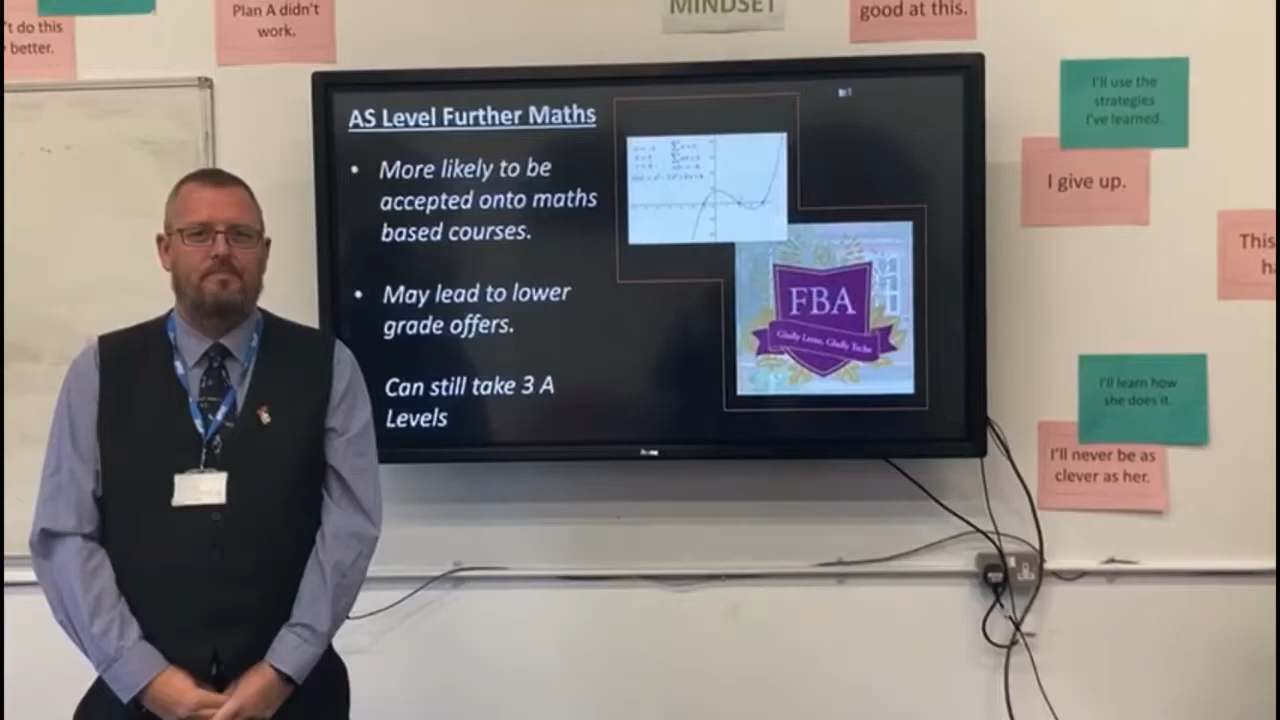 't do this
better.
Plan A didn't
work.
MINDSET
good at this.
AS Level Further Maths
• More likely to be
accepted onto maths
based courses.
• May lead to lower
grade offers.
Can still take 3 A
Levels
FBA
I'll use the
strategies
I've learned.
I give up.
This
I'll learn how
she does it.
I'll never be as
clever as her.